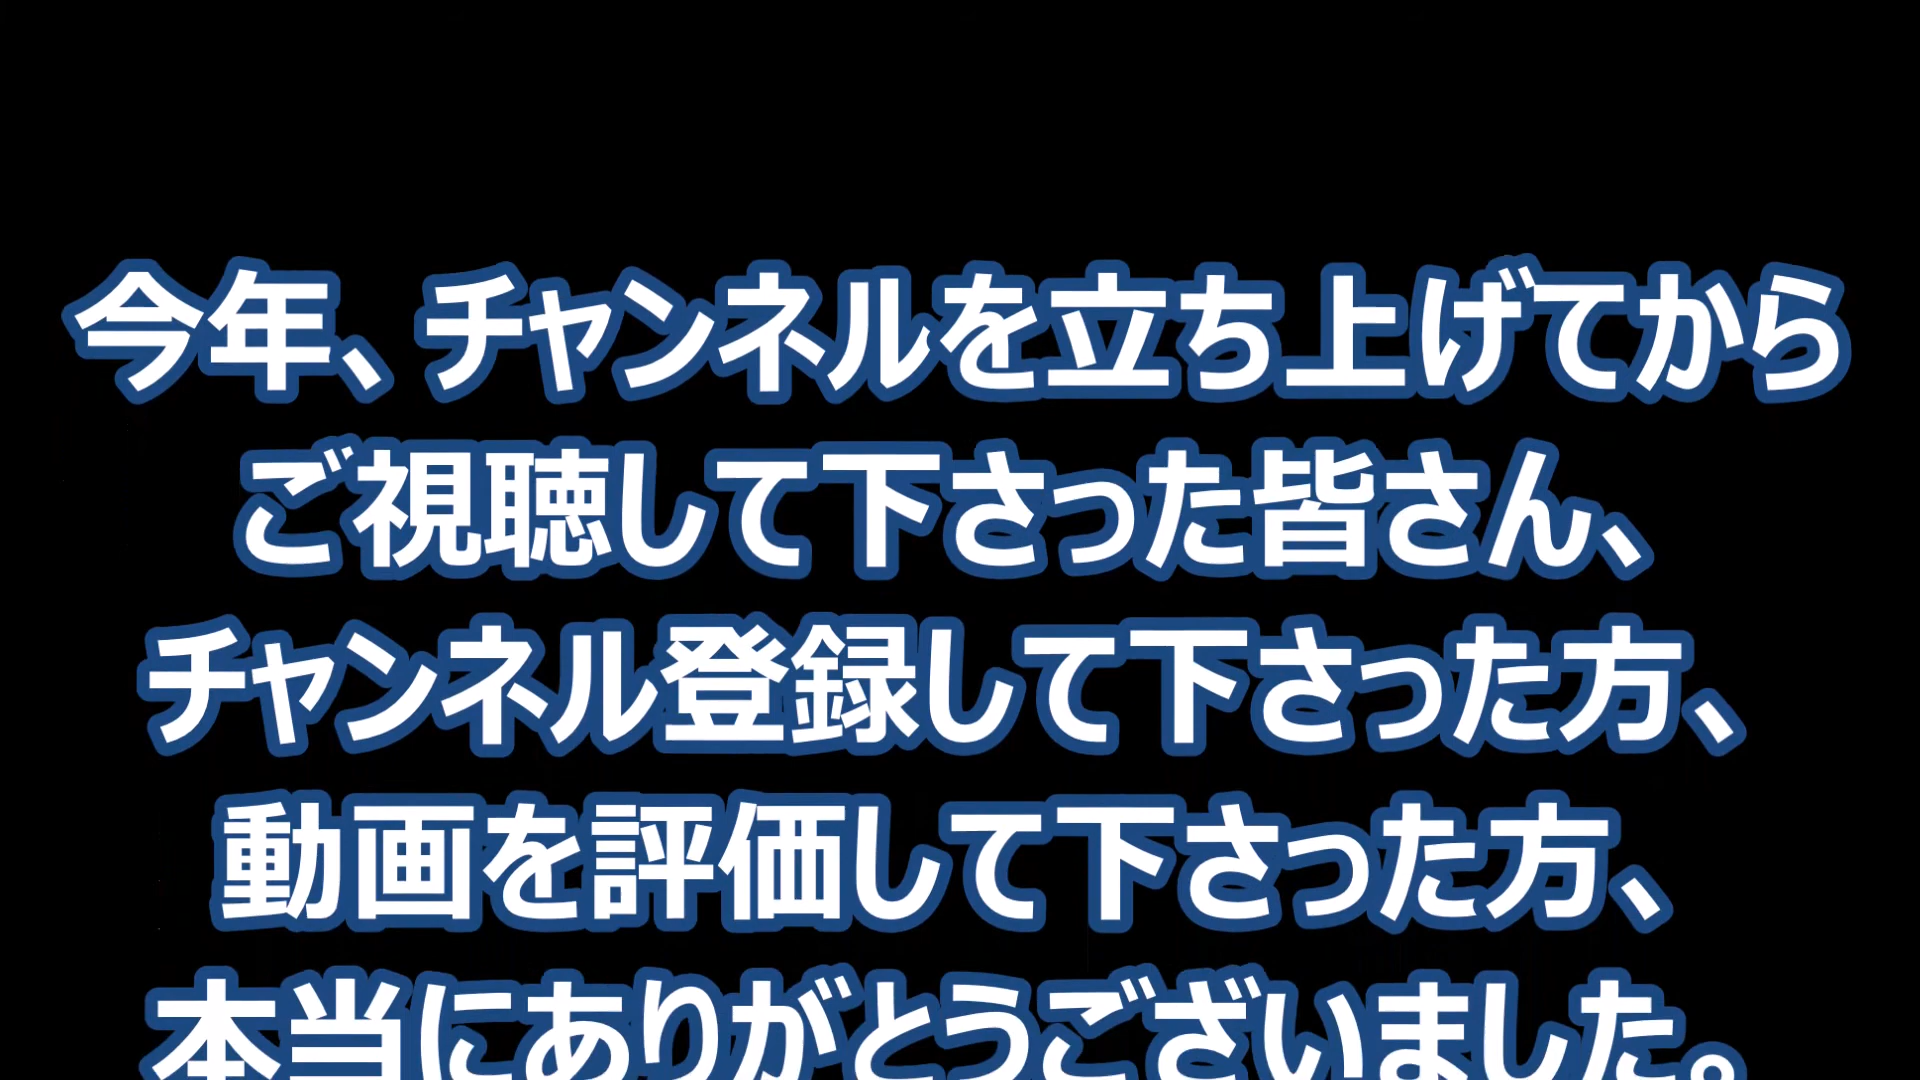 今年、チャンネルを立ち上げてから
ご視聴して下さった皆さん、
チャンネル登録して下さった方、
動画を評価して下さった方、
本当にありがとうございました。